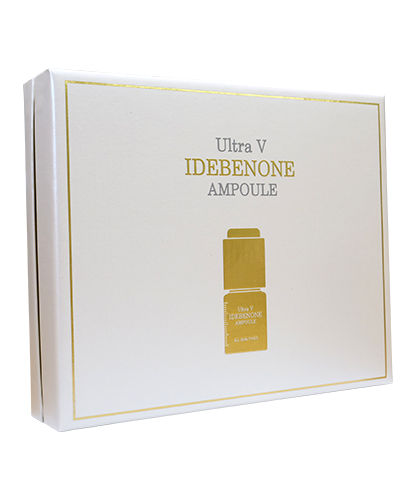 Ultra V
IDEBENONE
AMPOULE
Ultra V
IDEBENONE
AMPOULE